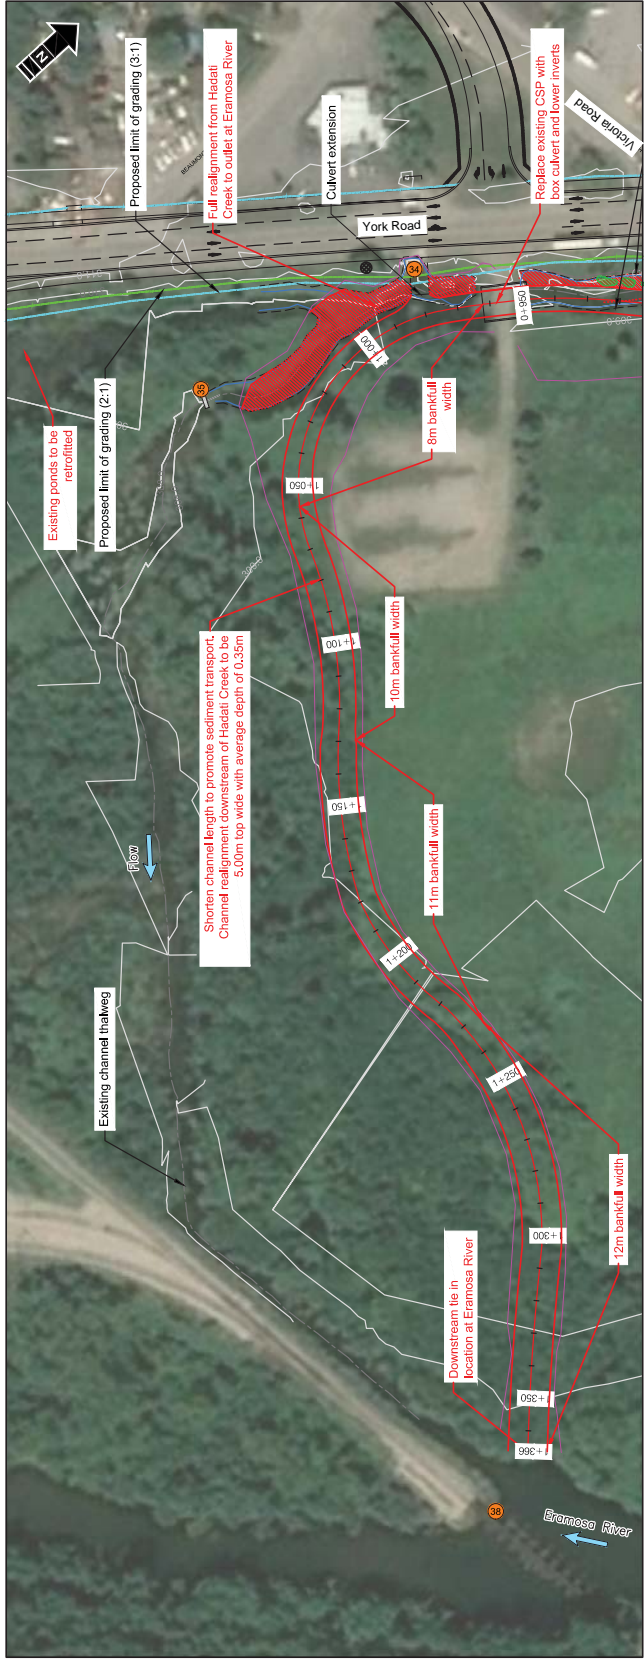 N
Proposed limit of grading (3:1)
Full realignment from Hadati
Creek to outlet at Eramosa River
Culvert extension
Replace existing CSP with
box culvert and lower inverts
Victoria Road
York Road
34
0+950
1+000
35
Existing ponds to be
retrofitted
Proposed limit of grading (2:1)
8m bankfull
width
1+050
Shorten channel length to promote sediment transport.
Channel realignment downstream of Hadati Creek to be
5.00m top wide with average depth of 0.35m
1+100
10m bankfull width
1+150
Flow
11m bankfull width
1+200
Existing channel thalweg
1+250
12m bankfull width
1+300
Downstream tie in
location at Eramosa River
1+350
1+366
38
Eramosa River